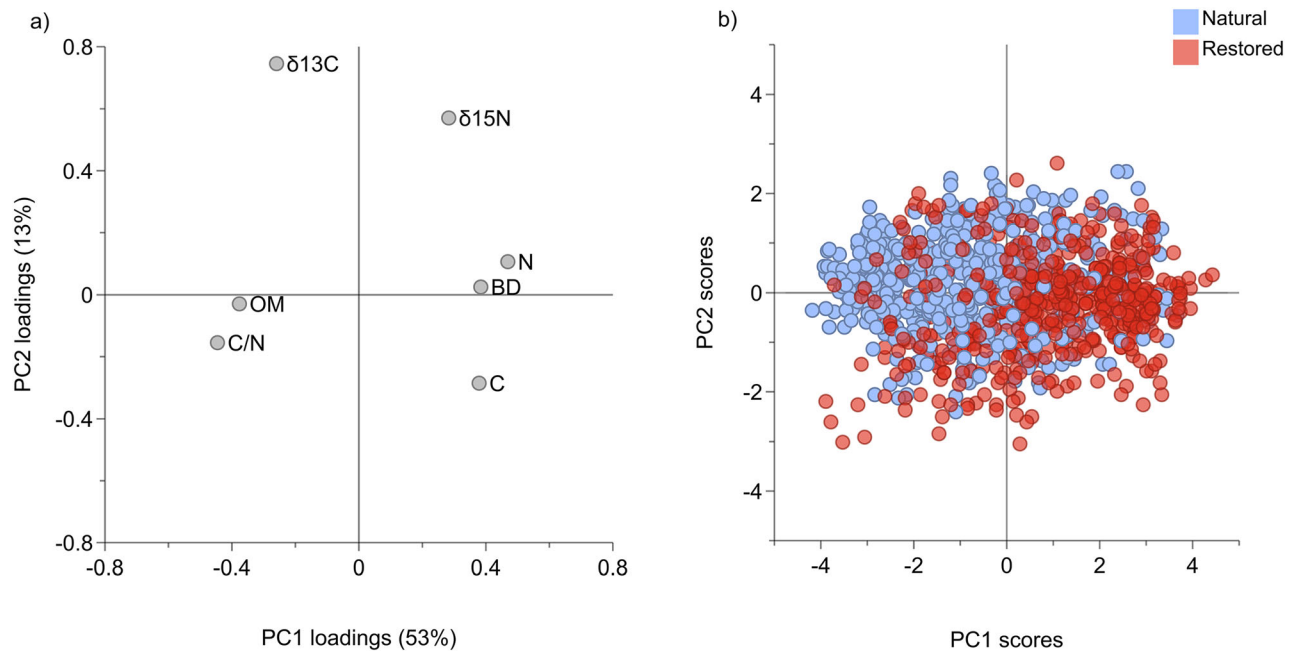 a)
0.8
0.4
0
-0.4
-0.8
-0.8
-0.4
0
0.4
0.8
PC2 loadings (13%)
PC1 loadings (53%)
δ13C
δ15N
N
BD
OM
C/N
C
b)
Natural
Restored
4
2
0
-2
-4
-4
-2
0
2
4
PC2 scores
PC1 scores